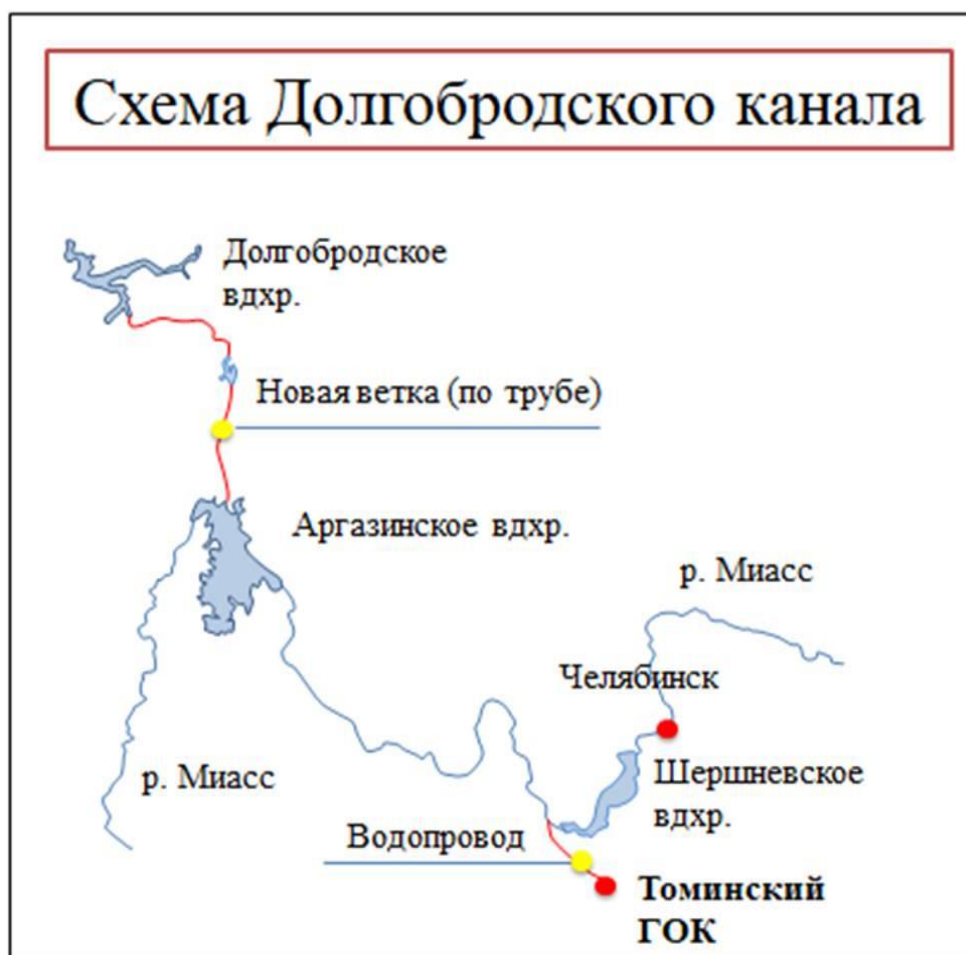 Схема Долгобродского канала
Долгобродское
вдхр.
Новая ветка (по трубе)
Аргазинское вдхр.
р. Миасс
Челябинск
р. Миасс
Шершневское
вдхр.
Водопровод
Томинский
ГОК